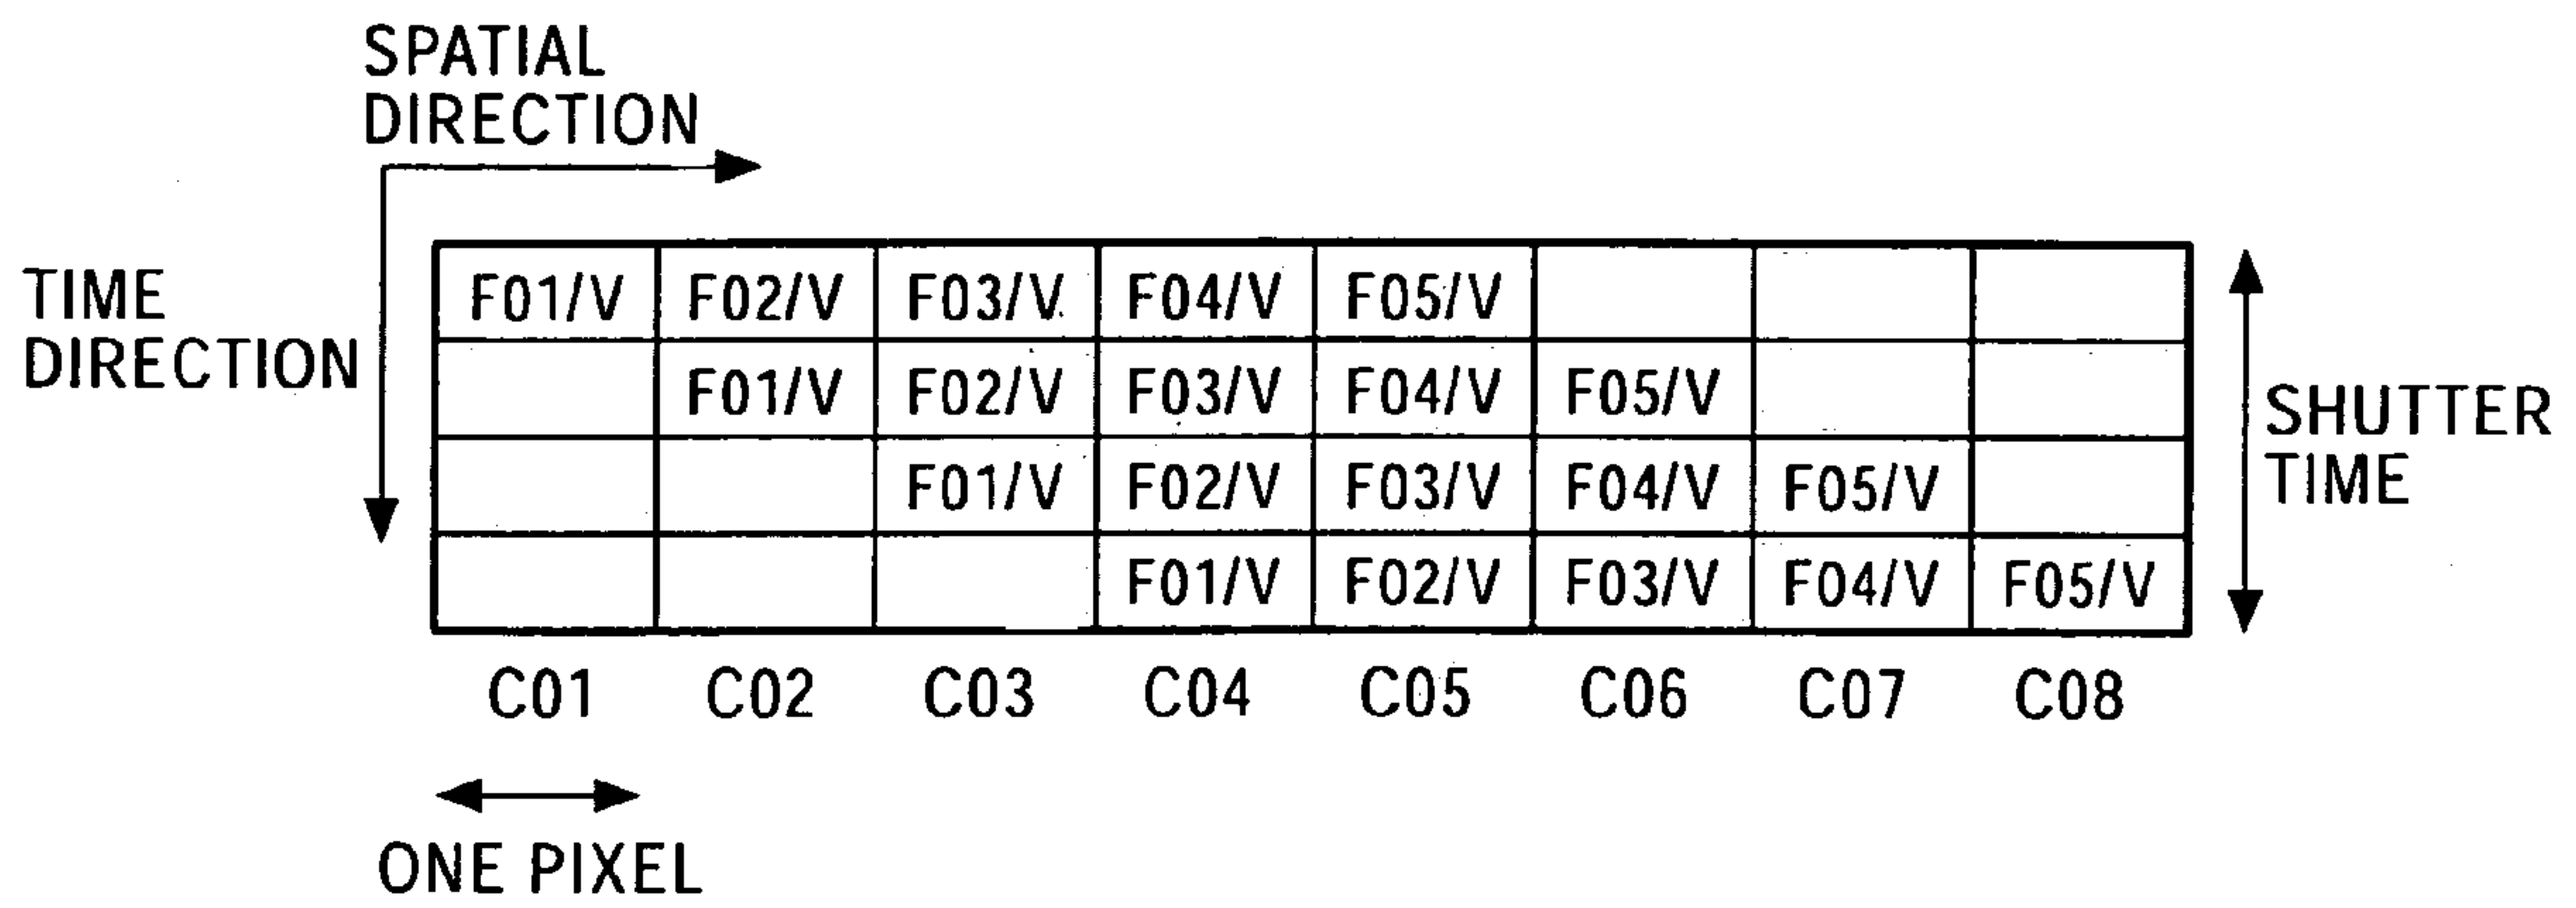 SPATIAL
DIRECTION
TIME
DIRECTION
F01/V F02/V F03/V F04/V F05/V
F01/V F02/V F03/V F04/V F05/V
F01/V F02/V F03/V F04/V F05/V
F01/V F02/V F03/V F04/V F05/V
SHUTTER
TIME
C01 C02 C03 C04 C05 C06 C07 C08
ONE PIXEL